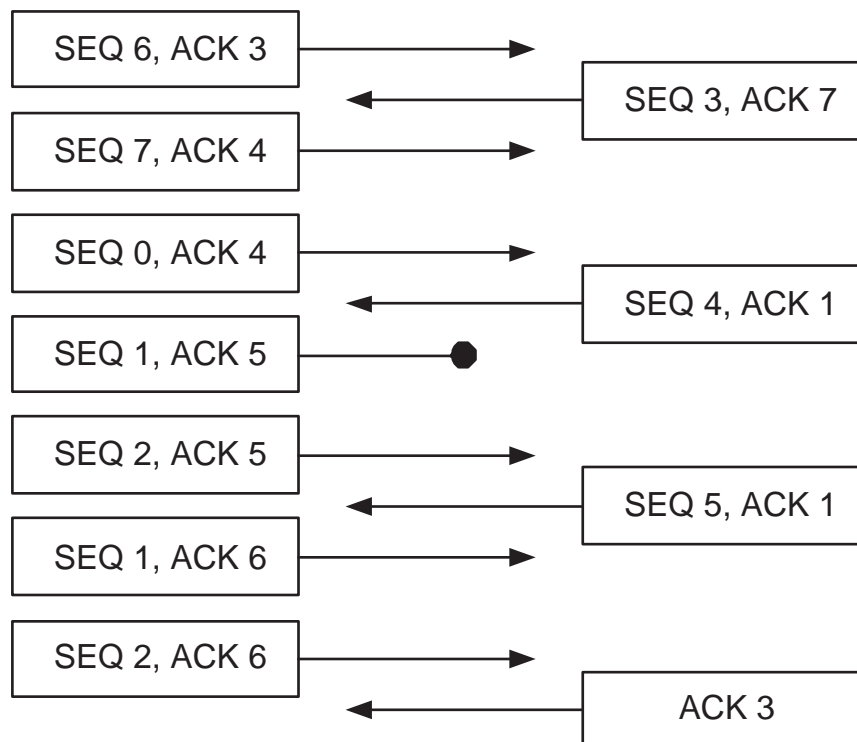 SEQ 6, ACK 3
SEQ 3, ACK 7
SEQ 7, ACK 4
SEQ 0, ACK 4
SEQ 4, ACK 1
SEQ 1, ACK 5
SEQ 2, ACK 5
SEQ 5, ACK 1
SEQ 1, ACK 6
SEQ 2, ACK 6
ACK 3